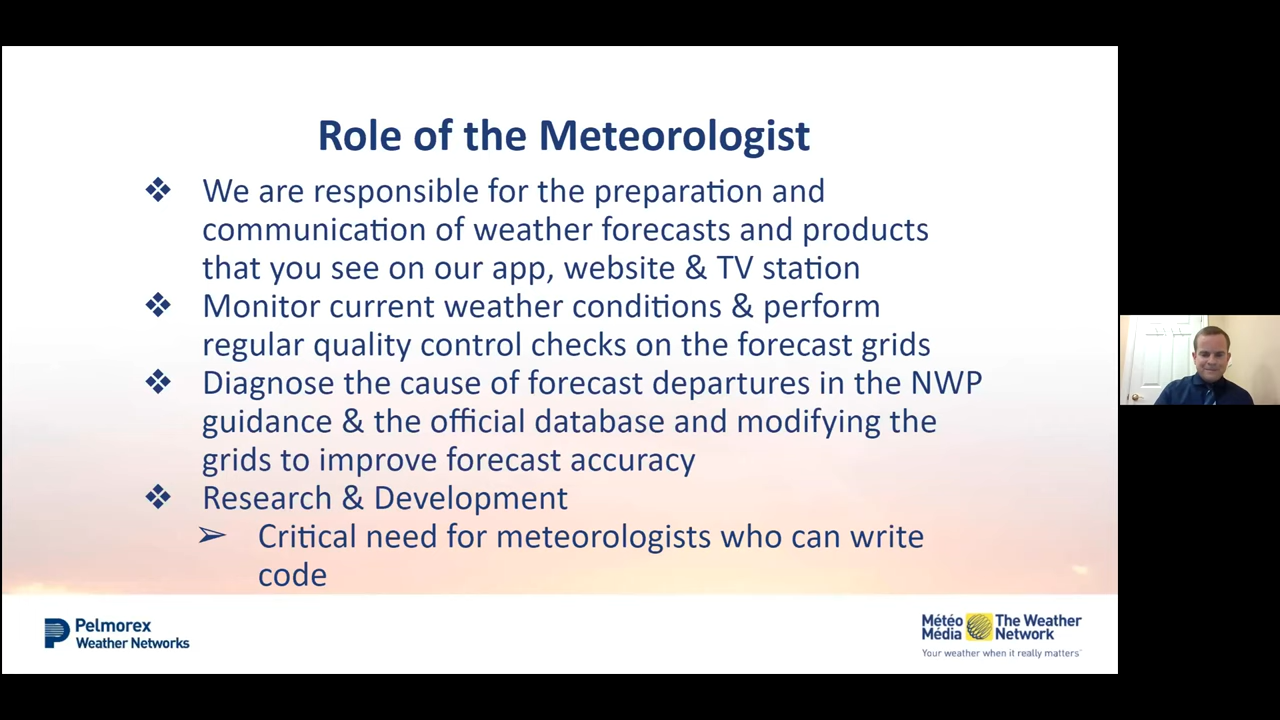 Role of the Meteorologist
❖ We are responsible for the preparation and
communication of weather forecasts and products
that you see on our app, website & TV station
❖ Monitor current weather conditions & perform
regular quality control checks on the forecast grids
❖ Diagnose the cause of forecast departures in the NWP
guidance & the official database and modifying the
grids to improve forecast accuracy
❖ Research & Development
➢ Critical need for meteorologists who can write
code
Pelmorex
Weather Networks
Météo
Média
The Weather
Network
Your weather when it really matters™